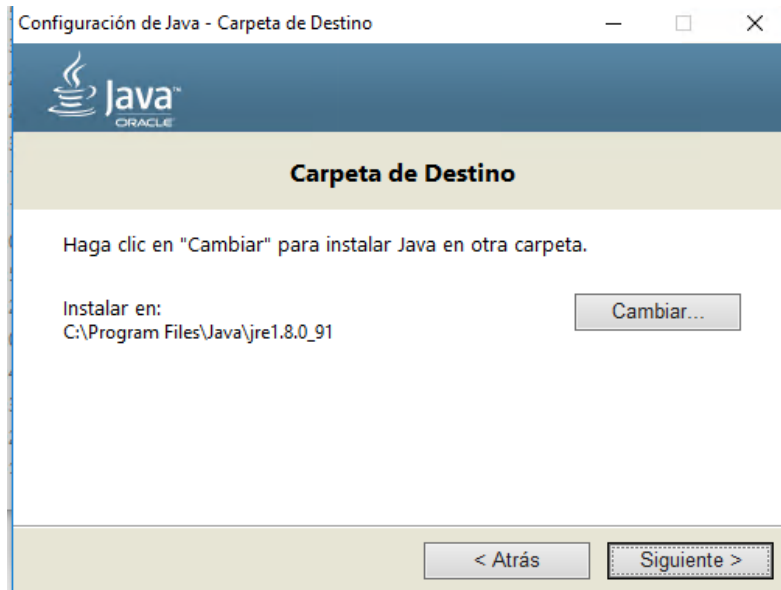 Configuración de Java - Carpeta de Destino
Java™
ORACLE
Carpeta de Destino
Haga clic en "Cambiar" para instalar Java en otra carpeta.
Instalar en:
Cambiar...
C:\Program Files\Java\jre1.8.0_91
< Atrás
Siguiente >